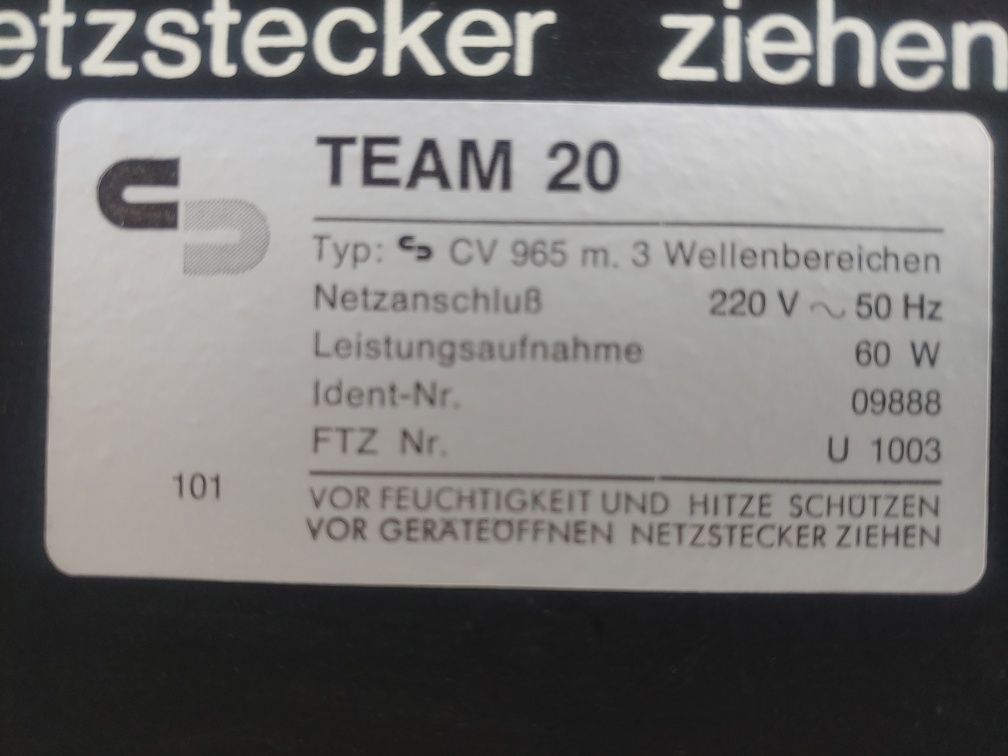 etzstecker ziehen
TEAM 20
Typ: CV 965 m. 3 Wellenbereichen
Netzanschluß 220 V ~ 50 Hz
Leistungsaufnahme 60 W
Ident-Nr. 09888
FTZ Nr. U 1003
101
VOR FEUCHTIGKEIT UND HITZE SCHÜTZEN
VOR GERÄTEÖFFNEN NETZSTECKER ZIEHEN